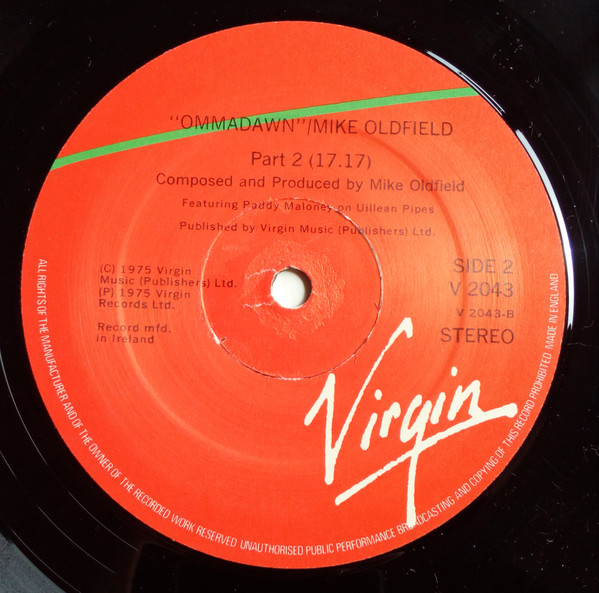 "OMMADAWN"/MIKE OLDFIELD
Part 2 (17.17)
Composed and Produced by Mike Oldfield
Featuring Paddy Maloney on Uillean Pipes
Published by Virgin Music (Publishers) Ltd.
(C) 1975 Virgin
Music (Publishers) Ltd.
(P) 1975 Virgin
Records Ltd.
Record mfd.
in Ireland
SIDE 2
V 2043
V 2043-B
STEREO
Virgin
ALL RIGHTS OF THE MANUFACTURER AND OF THE OWNER OF THE RECORDED WORK RESERVED UNAUTHORISED PUBLIC PERFORMANCE BROADCASTING AND COPYING OF THIS RECORD PROHIBITED MADE IN ENGLAND